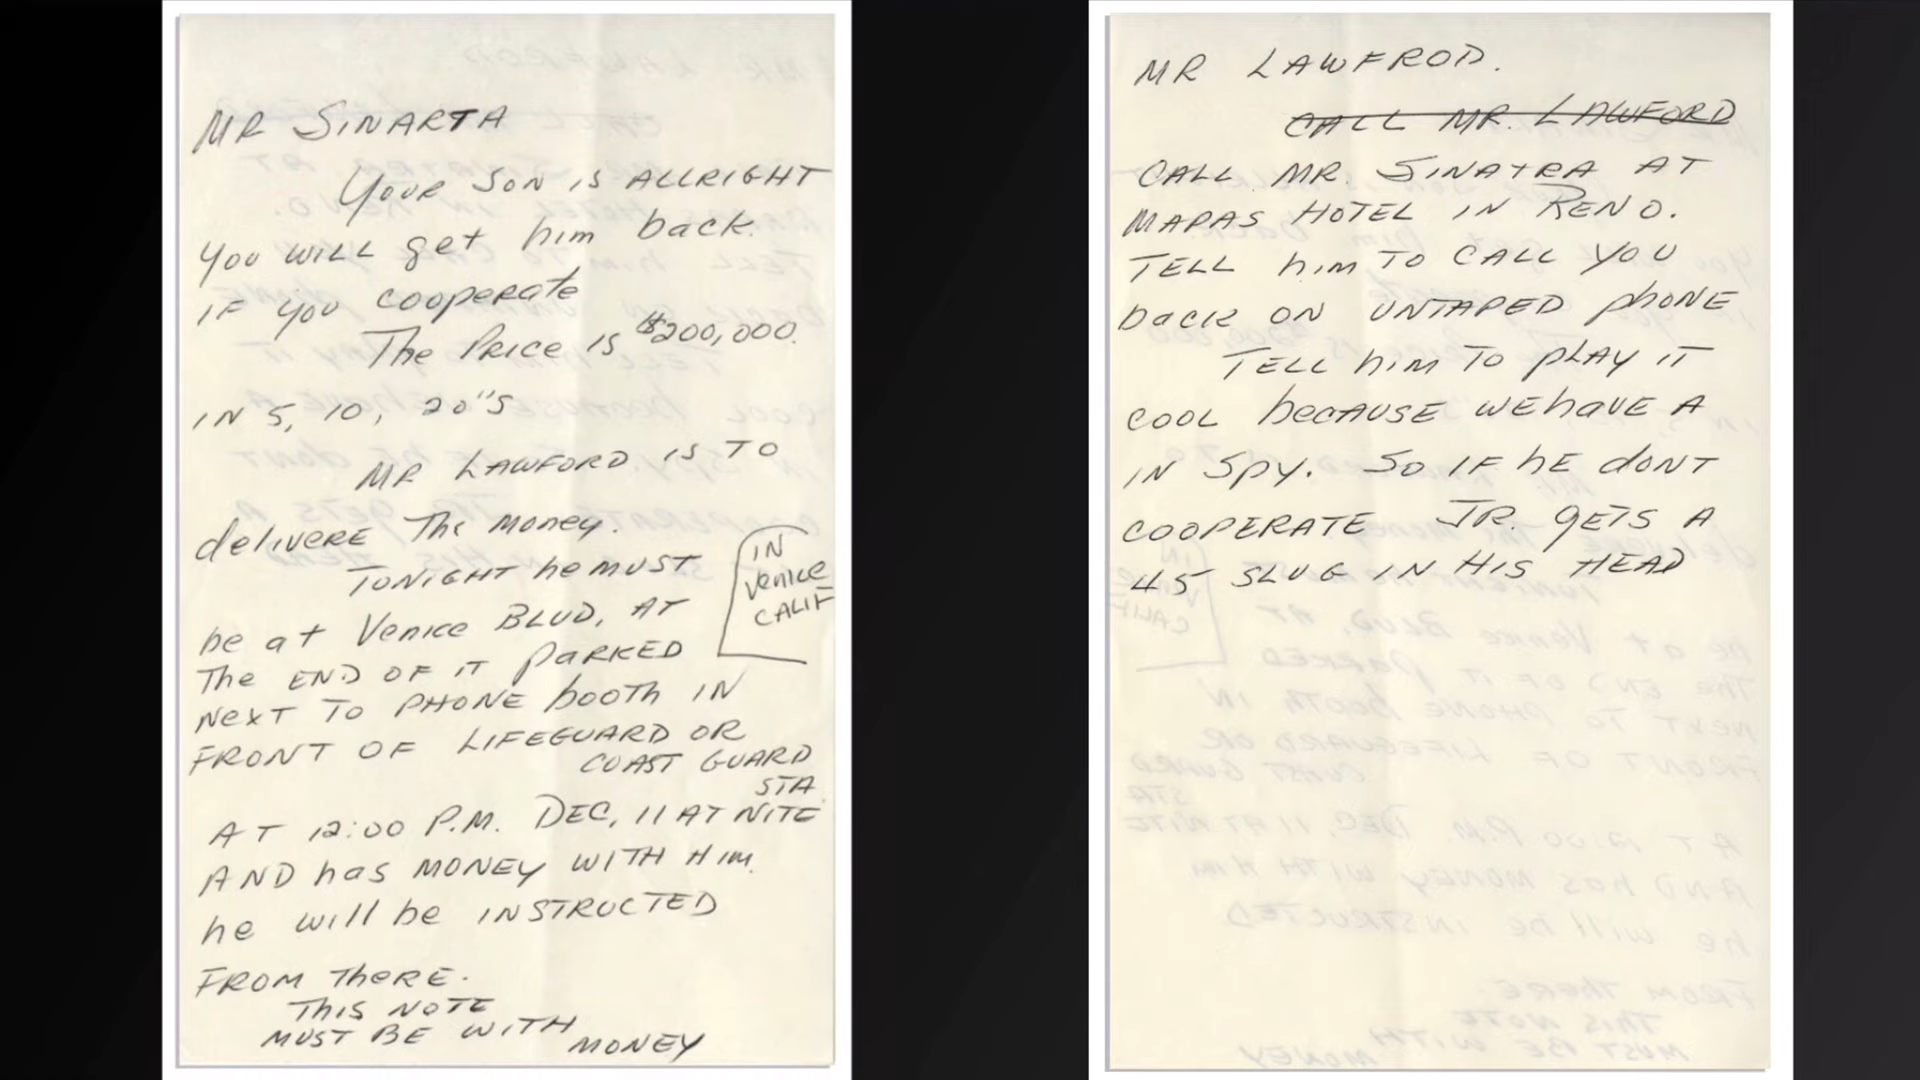 MR SINARTA
YOUR SON IS ALLRIGHT
YOU WILL get him back.
IF YOU cooperate
The PRICE IS $200,000.
IN 5, 10, 20"S
MR LAWFORD IS TO
delivere The money.
TONIGHT he MUST
be at Venice BLUD, AT
The END OF IT PARKED
NexT TO PHONE booth IN
FRONT OF LIFEGUARD OR
COAST GUARD
STA.
IN
Venice
CALIF
AT 12:00 P.M. DEC, 11 AT NITE
AND has MONEY WITH HIM.
he will be INSTRUCTED
FROM TheRE.
THIS NOTE
MUST BE WITH MONEY
MR LAWFROD.
CALL MR. LAWFORD
CALL MR. SINATRA AT
MAPAS HOTEL IN RENO.
TELL him TO CALL YOU
back ON UNTAPED phONE
TELL him TO play IT
COOL because WE have A
IN SPY. SO IF hE dONT
COOPERATE JR. GETS A
45 SLUG IN HIS HEAD